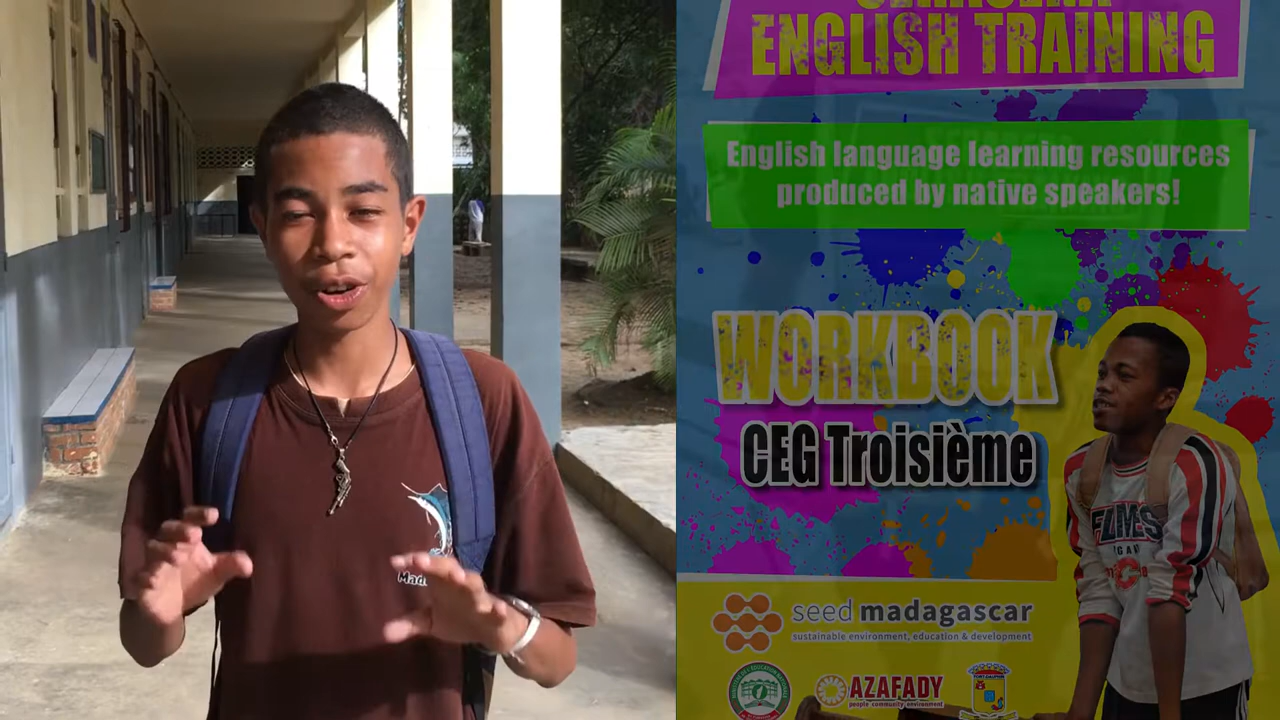 ENGLISH TRAINING
English language learning resources
produced by native speakers!
WORKBOOK
CEG Troisième
seed madagascar
sustainable environment, education & development
AZAFADY
people community environment